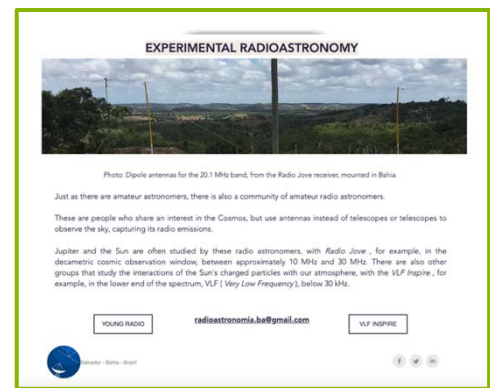 EXPERIMENTAL RADIOASTRONOMY
Photo: Dipole antennas for the 20.1 MHz band, from the Radio Jove receiver, mounted in Bahia.
Just as there are amateur astronomers, there is also a community of amateur radio astronomers.
These are people who share an interest in the Cosmos, but use antennas instead of telescopes or telescopes to
observe the sky, capturing its radio emissions.
Jupiter and the Sun are often studied by these radio astronomers, with Radio Jove , for example, in the
decametric cosmic observation window, between approximately 10 MHz and 30 MHz. There are also other
groups that study the interactions of the Sun's charged particles with our atmosphere, with the VLF Inspire , for
example, in the lower end of the spectrum, VLF ( Very Low Frequency ), below 30 kHz.
YOUNG RADIO
radioastronomia.ba@gmail.com
VLF INSPIRE
Salvador - Bahia - Brazil
f
in